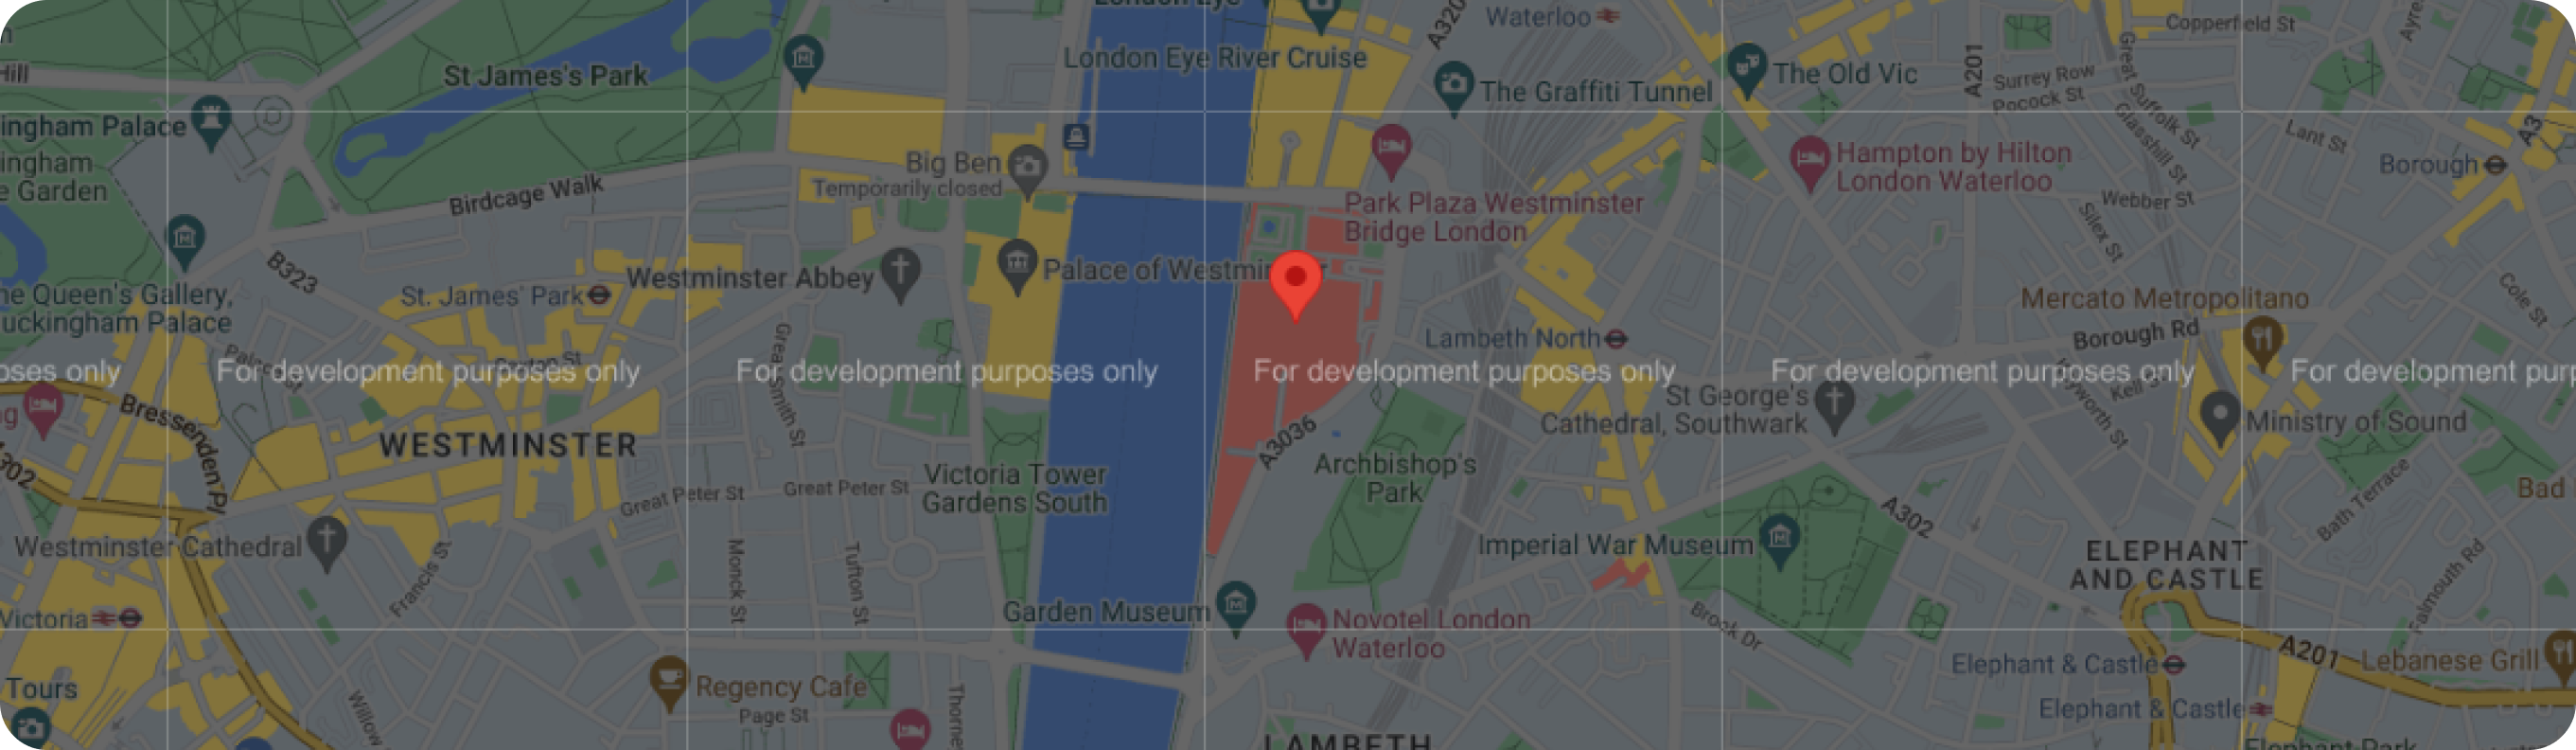 London Eye
Waterloo
Copperfield St
Ayre
A320
Hill
St James's Park
London Eye River Cruise
The Graffiti Tunnel
The Old Vic
A201
Surrey Row
Pocock St
Great Suffolk St
Glasshill St
Lant St
A3
ingham Palace
ingham
e Garden
Big Ben
Temporarily closed
Birdcage Walk
Park Plaza Westminster
Bridge London
Hampton by Hilton
London Waterloo
Borough
Webber St
Silex St
B323
Westminster Abbey
Palace of Westmin
St. James' Park
he Queen's Gallery,
uckingham Palace
Lambeth North
Mercato Metropolitano
Borough Rd
Cole St
oses only
For development purposes only
For development purposes only
For development purposes only
For development purposes only
For development purp
Great Smith St
Keyworth St
ng
Bressenden Pl
WESTMINSTER
A302
A3036
St George's
Cathedral, Southwark
Ministry of Sound
Archbishop's
Park
Victoria Tower
Gardens South
Great Peter St
Great Peter St
Bath Terrace
Bad
A302
Westminster Cathedral
Francis St
Monck St
Tufton St
Imperial War Museum
ELEPHANT
AND CASTLE
Falmouth Rd
Victoria
Garden Museum
Novotel London
Waterloo
Brook Dr
Elephant & Castle
A201
Lebanese Grill
Tours
Regency Cafe
Page St
Willow
Thorne
Elephant & Castle
LAMBETH
Elephant Park